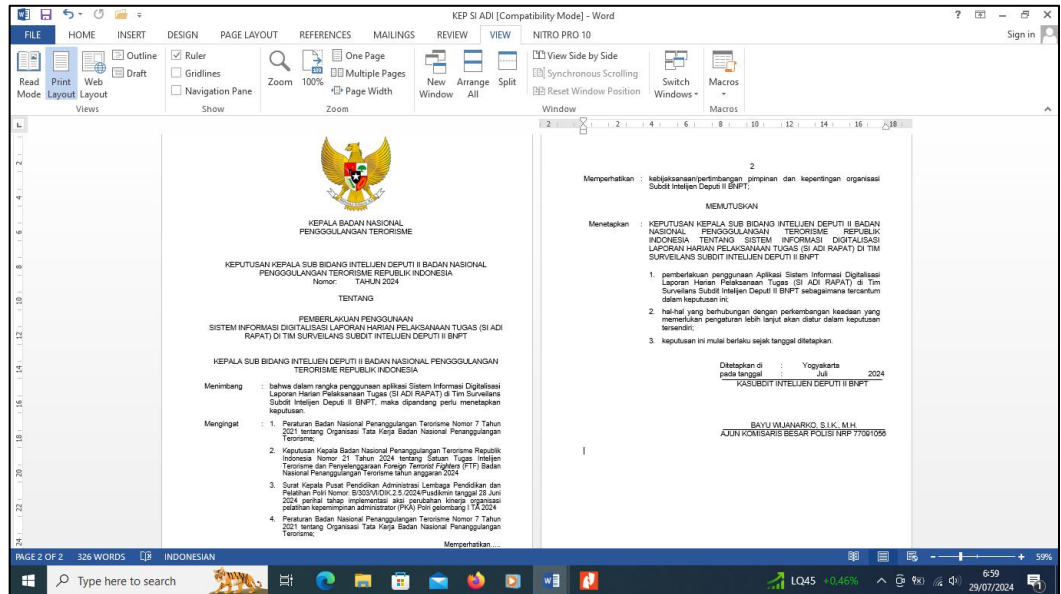 KEP SI ADI [Compatibility Mode] - Word
FILE HOME INSERT DESIGN PAGE LAYOUT REFERENCES MAILINGS REVIEW VIEW NITRO PRO 10 Sign in
Read Mode
Print Layout
Web Layout
Outline
Draft
Views
Ruler
Gridlines
Navigation Pane
Show
Zoom
100%
One Page
Multiple Pages
Page Width
Zoom
New Window
Arrange All
Split
View Side by Side
Synchronous Scrolling
Reset Window Position
Window
Switch Windows
Macros
Macros
2 2 4 6 8 10 12 14 16 18
KEPALA BADAN NASIONAL
PENGGGULANGAN TERORISME
KEPUTUSAN KEPALA SUB BIDANG INTELIJEN DEPUTI II BADAN NASIONAL
PENGGGULANGAN TERORISME REPUBLIK INDONESIA
Nomor: TAHUN 2024
TENTANG
PEMBERLAKUAN PENGGUNAAN
SISTEM INFORMASI DIGITALISASI LAPORAN HARIAN PELAKSANAAN TUGAS (SI ADI
RAPAT) DI TIM SURVEILANS SUBDIT INTELIJEN DEPUTI II BNPT
KEPALA SUB BIDANG INTELIJEN DEPUTI II BADAN NASIONAL PENGGGULANGAN
TERORISME REPUBLIK INDONESIA
Menimbang : bahwa dalam rangka penggunaan aplikasi Sistem Informasi Digitalisasi
Laporan Harian Pelaksanaan Tugas (SI ADI RAPAT) di Tim Surveilans
Subdit Intelijen Deputi II BNPT, maka dipandang perlu menetapkan
keputusan.
Mengingat : 1. Peraturan Badan Nasional Penanggulangan Terorisme Nomor 7 Tahun
2021 tentang Organisasi Tata Kerja Badan Nasional Penanggulangan
Terorisme;
2. Keputusan Kepala Badan Nasional Penanggulangan Terorisme Republik
Indonesia Nomor 21 Tahun 2024 tentang Satuan Tugas Intelijen
Terorisme dan Penyelenggaraan Foreign Terrorist Fighters (FTF) Badan
Nasional Penanggulangan Terorisme tahun anggaran 2024
3. Surat Kepala Pusat Pendidikan Administrasi Lembaga Pendidikan dan
Pelatihan Polri Nomor: B/303/VI/DIK.2.5./2024/Pusdikmin tanggal 28 Juni
2024 perihal tahap implementasi aksi perubahan kinerja organisasi
pelatihan kepemimpinan administrator (PKA) Polri gelombang I TA 2024
4. Peraturan Badan Nasional Penanggulangan Terorisme Nomor 7 Tahun
2021 tentang Organisasi Tata Kerja Badan Nasional Penanggulangan
Terorisme;
Memperhatikan.....
2
Memperhatikan : kebijaksanaan/pertimbangan pimpinan dan kepentingan organisasi
Subdit Intelijen Deputi II BNPT;
MEMUTUSKAN
Menetapkan : KEPUTUSAN KEPALA SUB BIDANG INTELIJEN DEPUTI II BADAN
NASIONAL PENGGGULANGAN TERORISME REPUBLIK
INDONESIA TENTANG SISTEM INFORMASI DIGITALISASI
LAPORAN HARIAN PELAKSANAAN TUGAS (SI ADI RAPAT) DI TIM
SURVEILANS SUBDIT INTELIJEN DEPUTI II BNPT
1. pemberlakuan penggunaan Aplikasi Sistem Informasi Digitalisasi
Laporan Harian Pelaksanaan Tugas (SI ADI RAPAT) di Tim
Surveilans Subdit Intelijen Deputi II BNPT sebagaimana tercantum
dalam keputusan ini;
2. hal-hal yang berhubungan dengan perkembangan keadaan yang
memerlukan pengaturan lebih lanjut akan diatur dalam keputusan
tersendiri;
3. keputusan ini mulai berlaku sejak tanggal ditetapkan.
Ditetapkan di : Yogyakarta
pada tanggal : Juli 2024
KASUBDIT INTELIJEN DEPUTI II BNPT
BAYU WIJANARKO, S.I.K., M.H.
AJUN KOMISARIS BESAR POLISI NRP 77091056
PAGE 2 OF 2 326 WORDS INDONESIAN 59%
Type here to search
LQ45 +0,46%
6:59
29/07/2024